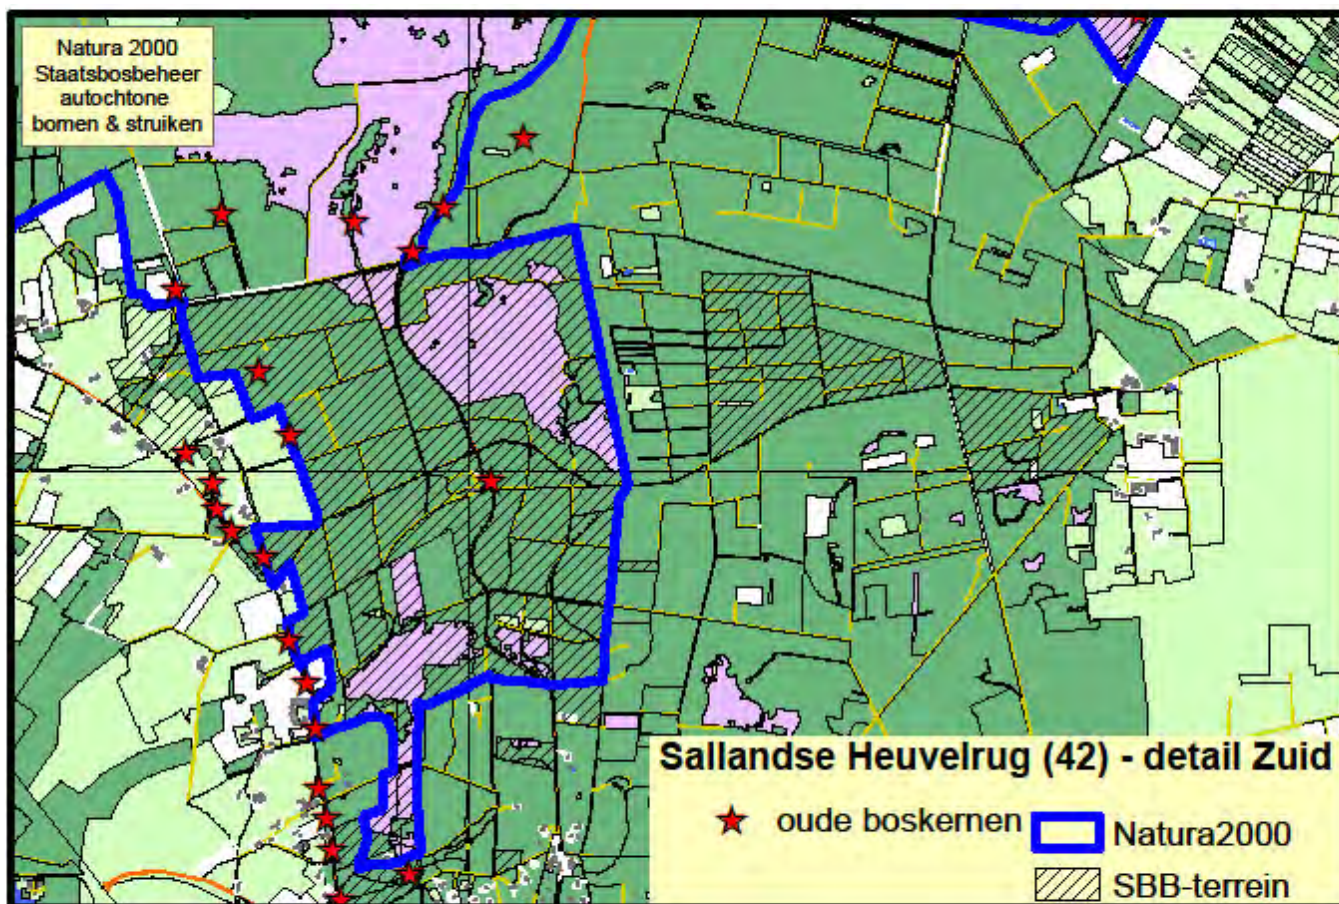 Natura 2000
Staatsbosbeheer
autochtone
bomen & struiken
Sallandse Heuvelrug (42) - detail Zuid
oude boskernen
Natura2000
SBB-terrein